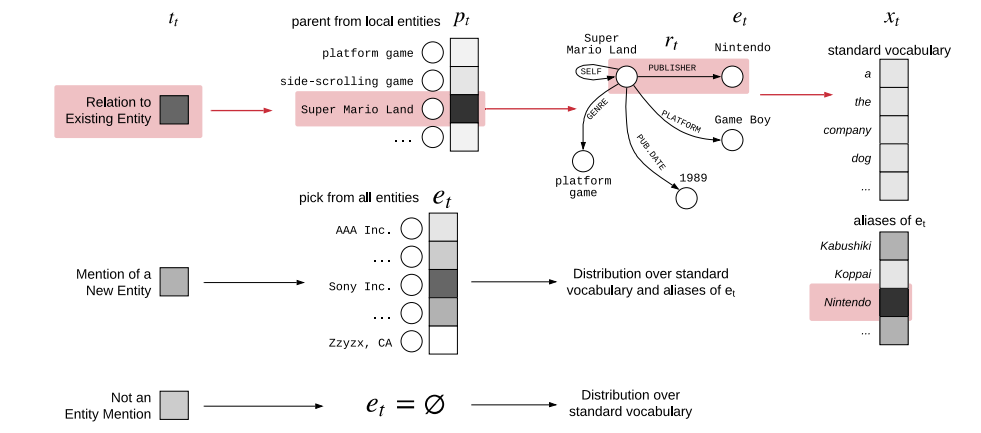 t_t
parent from local entities
p_t
e_t
x_t
platform game
side-scrolling game
Super Mario Land
...
Relation to
Existing Entity
Super
Mario Land
r_t
Nintendo
SELF
PUBLISHER
GENRE
PLATFORM
PUB.DATE
Game Boy
1989
platform
game
standard vocabulary
a
the
company
dog
...
aliases of e_t
Kabushiki
Koppai
Nintendo
...
pick from all entities
e_t
AAA Inc.
...
Sony Inc.
...
Zzyzx, CA
Mention of a
New Entity
Distribution over standard
vocabulary and aliases of e_t
Not an
Entity Mention
e_t = ∅
Distribution over
standard vocabulary